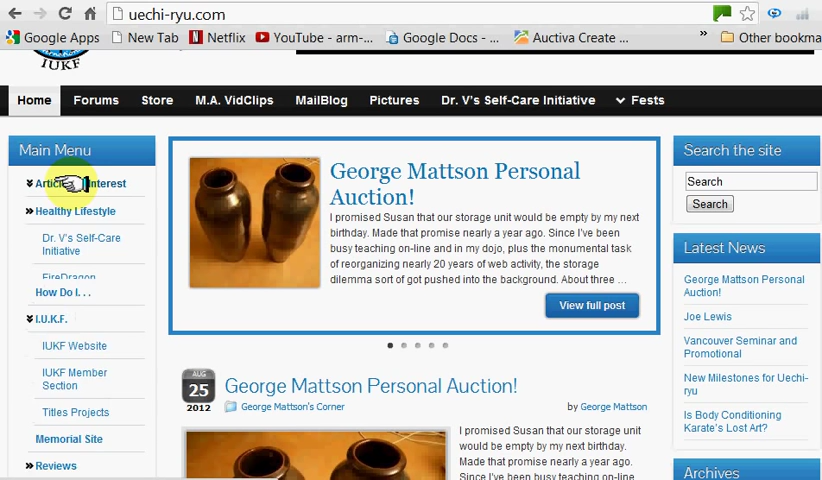 uechi-ryu.com
Google Apps New Tab Netflix YouTube - arm-... Google Docs - ... Auctiva Create ... » Other bookma
IUKF
Home Forums Store M.A. VidClips MailBlog Pictures Dr. V's Self-Care Initiative Fests
Main Menu
Interest
Healthy Lifestyle
Dr. V's Self-Care
Initiative
FireDragon
How Do I. . .
I.U.K.F.
IUKF Website
IUKF Member
Section
Titles Projects
Memorial Site
Reviews
George Mattson Personal
Auction!
I promised Susan that our storage unit would be empty by my next
birthday. Made that promise nearly a year ago. Since I've been
busy teaching on-line and in my dojo, plus the monumental task
of reorganizing nearly 20 years of web activity, the storage
dilemma sort of got pushed into the background. About three ...
View full post
AUG
25
2012
George Mattson Personal Auction!
George Mattson's Corner
by George Mattson
I promised Susan that our storage unit
would be empty by my next birthday.
Made that promise nearly a year ago.
Since I've been busy teaching on-line
Search the site
Search
Search
Latest News
George Mattson Personal
Auction!
Joe Lewis
Vancouver Seminar and
Promotional
New Milestones for Uechi-
ryu
Is Body Conditioning
Karate's Lost Art?
Archives